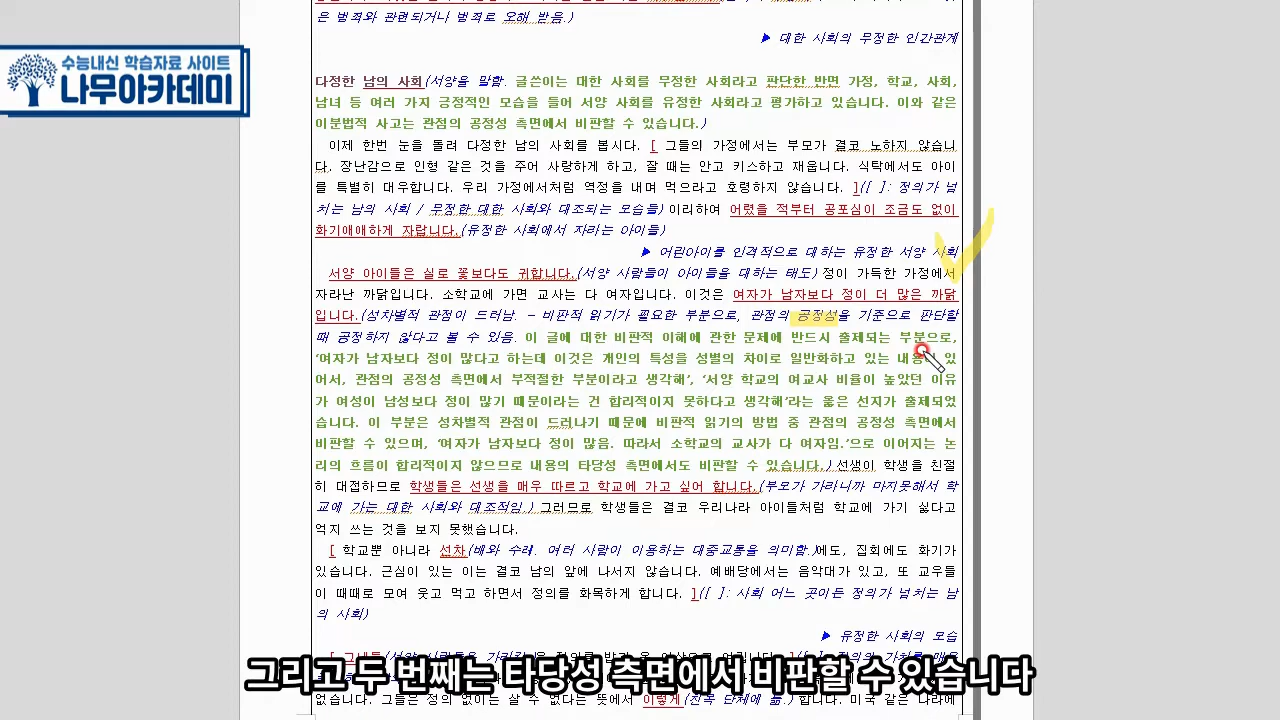 은 범죄와 관련되거나 범죄로 오해 받음.)
▶ 대한 사회의 무정한 인간관계
수능내신 학습자료 사이트
나무아카데미
다정한 남의 사회(서양을 말함. 글쓴이는 대한 사회를 무정한 사회라고 판단한 반면 가정, 학교, 사회,
남녀 등 여러 가지 긍정적인 모습을 들어 서양 사회를 유정한 사회라고 평가하고 있습니다. 이와 같은
이분법적 사고는 관점의 공정성 측면에서 비판할 수 있습니다.)
이제 한번 눈을 돌려 다정한 남의 사회를 봅시다. [ 그들의 가정에서는 부모가 결코 노하지 않습니
다. 장난감으로 인형 같은 것을 주어 사랑하게 하고, 잘 때는 안고 키스하고 재웁니다. 식탁에서도 아이
를 특별히 대우합니다. 우리 가정에서처럼 역정을 내며 먹으라고 호령하지 않습니다. ]([ ]: 정의가 넘
치는 남의 사회 / 무정한 대한 사회와 대조되는 모습들) 이리하여 어렸을 적부터 공포심이 조금도 없이
화기애애하게 자랍니다.(유정한 사회에서 자라는 아이들)
▶ 어린아이를 인격적으로 대하는 유정한 서양 사회
서양 아이들은 실로 꽃보다도 귀합니다.(서양 사람들이 아이들을 대하는 태도) 정이 가득한 가정에서
자라난 까닭입니다. 소학교에 가면 교사는 다 여자입니다. 이것은 여자가 남자보다 정이 더 많은 까닭
입니다.(성차별적 관점이 드러남. - 비판적 읽기가 필요한 부분으로, 관점의 공정성을 기준으로 판단할
때 공정하지 않다고 볼 수 있음. 이 글에 대한 비판적 이해에 관한 문제에 반드시 출제되는 부분으로,
'여자가 남자보다 정이 많다고 하는데 이것은 개인의 특성을 성별의 차이로 일반화하고 있는 내용이 있
어서, 관점의 공정성 측면에서 부적절한 부분이라고 생각해', '서양 학교의 여교사 비율이 높았던 이유
가 여성이 남성보다 정이 많기 때문이라는 건 합리적이지 못하다고 생각해'라는 옳은 선지가 출제되었
습니다. 이 부분은 성차별적 관점이 드러나기 때문에 비판적 읽기의 방법 중 관점의 공정성 측면에서
비판할 수 있으며, '여자가 남자보다 정이 많음. 따라서 소학교의 교사가 다 여자임.'으로 이어지는 논
리의 흐름이 합리적이지 않으므로 내용의 타당성 측면에서도 비판할 수 있습니다.) 선생이 학생을 친절
히 대접하므로 학생들은 선생을 매우 따르고 학교에 가고 싶어 합니다.(부모가 가라니까 마지못해서 학
교에 가는 대한 사회와 대조적임.) 그러므로 학생들은 결코 우리나라 아이들처럼 학교에 가기 싫다고
억지 쓰는 것을 보지 못했습니다.
[ 학교뿐 아니라 선차(배와 수레. 여러 사람이 이용하는 대중교통을 의미함.)에도, 집회에도 화기가
있습니다. 근심이 있는 이는 결코 남의 앞에 나서지 않습니다. 예배당에서는 음악대가 있고, 또 교우들
이 때때로 모여 웃고 먹고 하면서 정의를 화목하게 합니다. ]([ ]: 사회 어느 곳이든 정의가 넘치는 남
의 사회)
▶ 유정한 사회의 모습
그리고 두 번째는 타당성 측면에서 비판할 수 있습니다
없습니다. 그들은 정의 없이는 살 수 없다는 뜻에서 이렇게(친목 단체에 듦.)합니다. 미국 같은 나라에